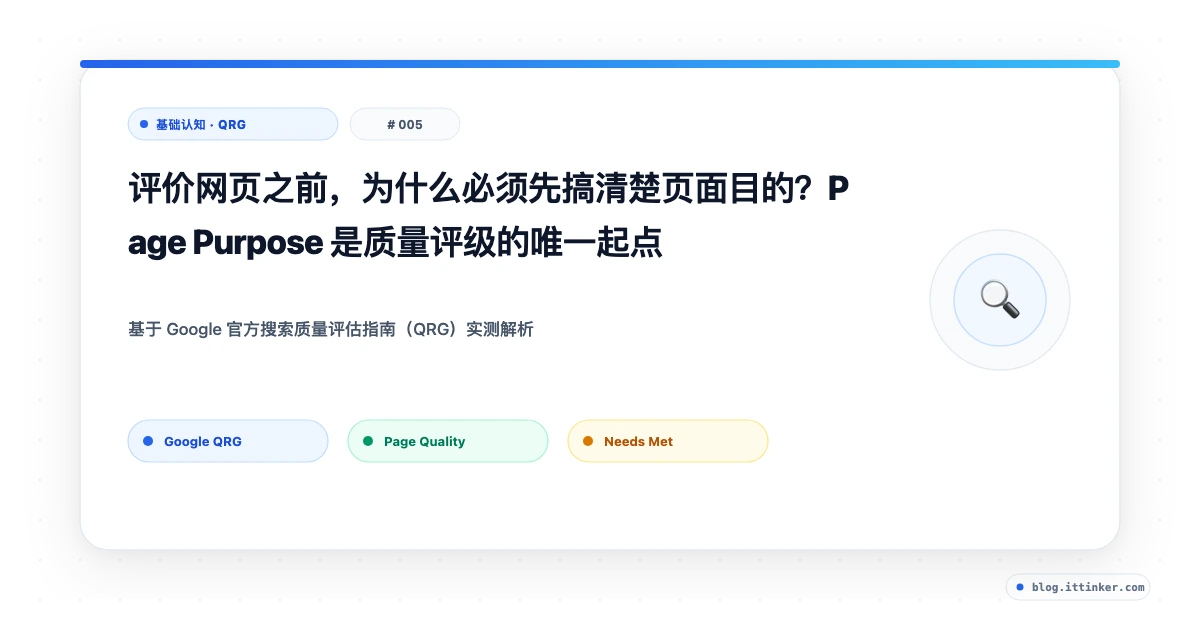 基础认知 · QRG
# 005
评价网页之前，为什么必须先搞清楚页面目的？P
age Purpose 是质量评级的唯一起点
基于 Google 官方搜索质量评估指南（QRG）实测解析
Google QRG
Page Quality
Needs Met
blog.ittinker.com